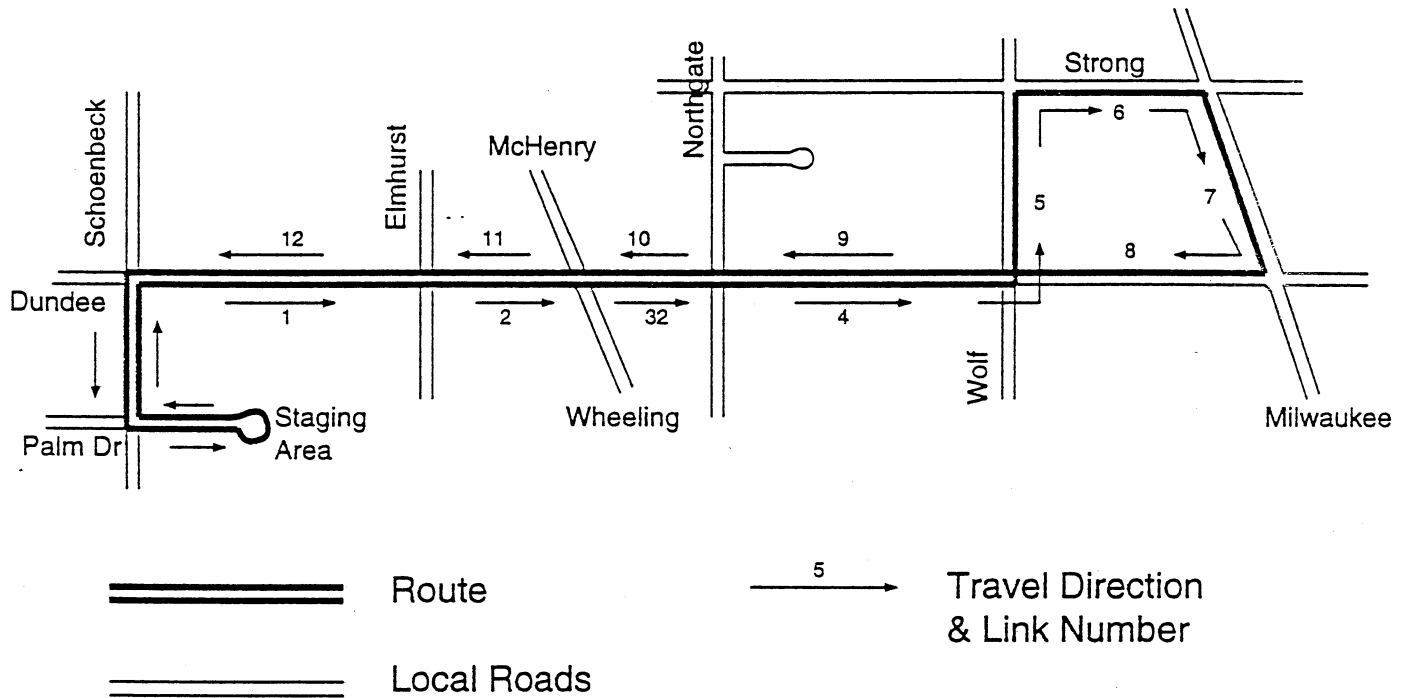 Strong
6
Northgate
Schoenbeck
Elmhurst
McHenry
5
7
12
11
10
9
8
Dundee
1
2
32
4
Wolf
Palm Dr
Staging
Area
Wheeling
Milwaukee
Route
5
Travel Direction
& Link Number
Local Roads